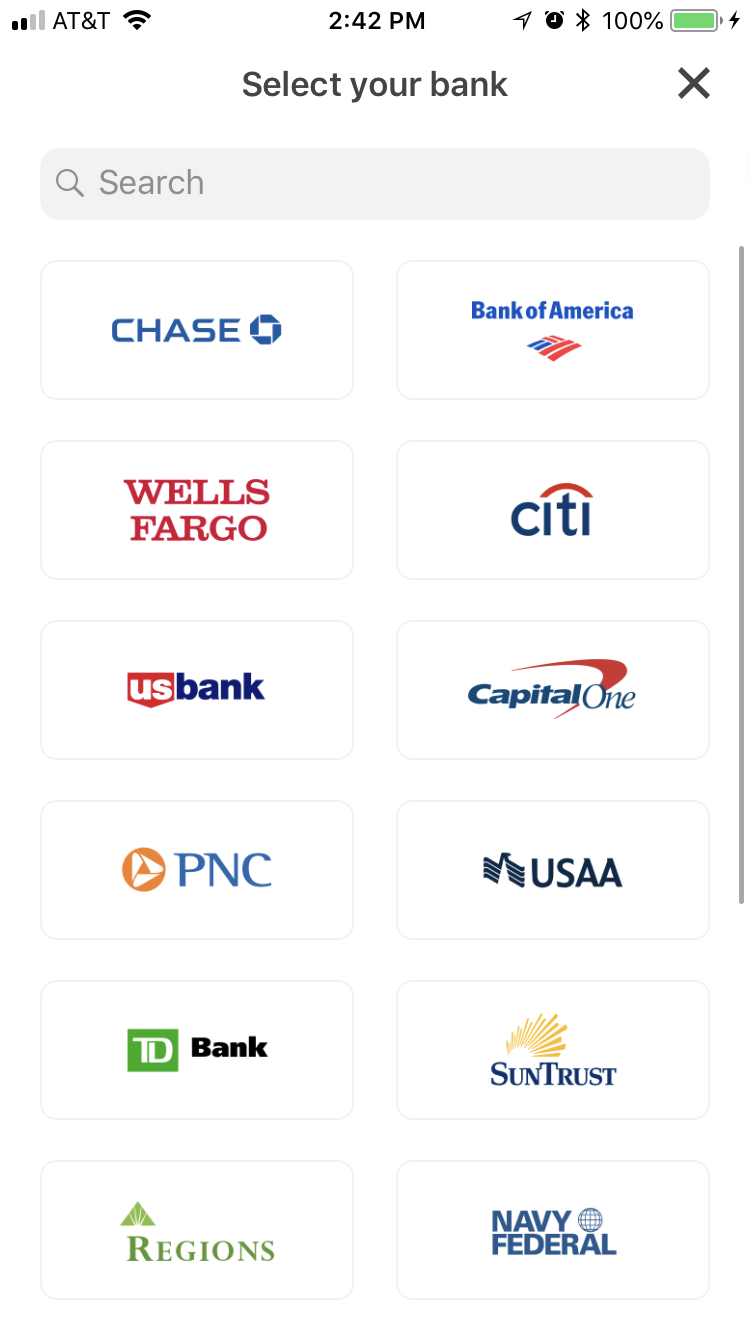 AT&T 2:42 PM 100%
Select your bank
Search
CHASE
Bank of America
WELLS
FARGO
citi
usbank
Capital One
PNC
USAA
TD Bank
SUNTRUST
REGIONS
NAVY
FEDERAL